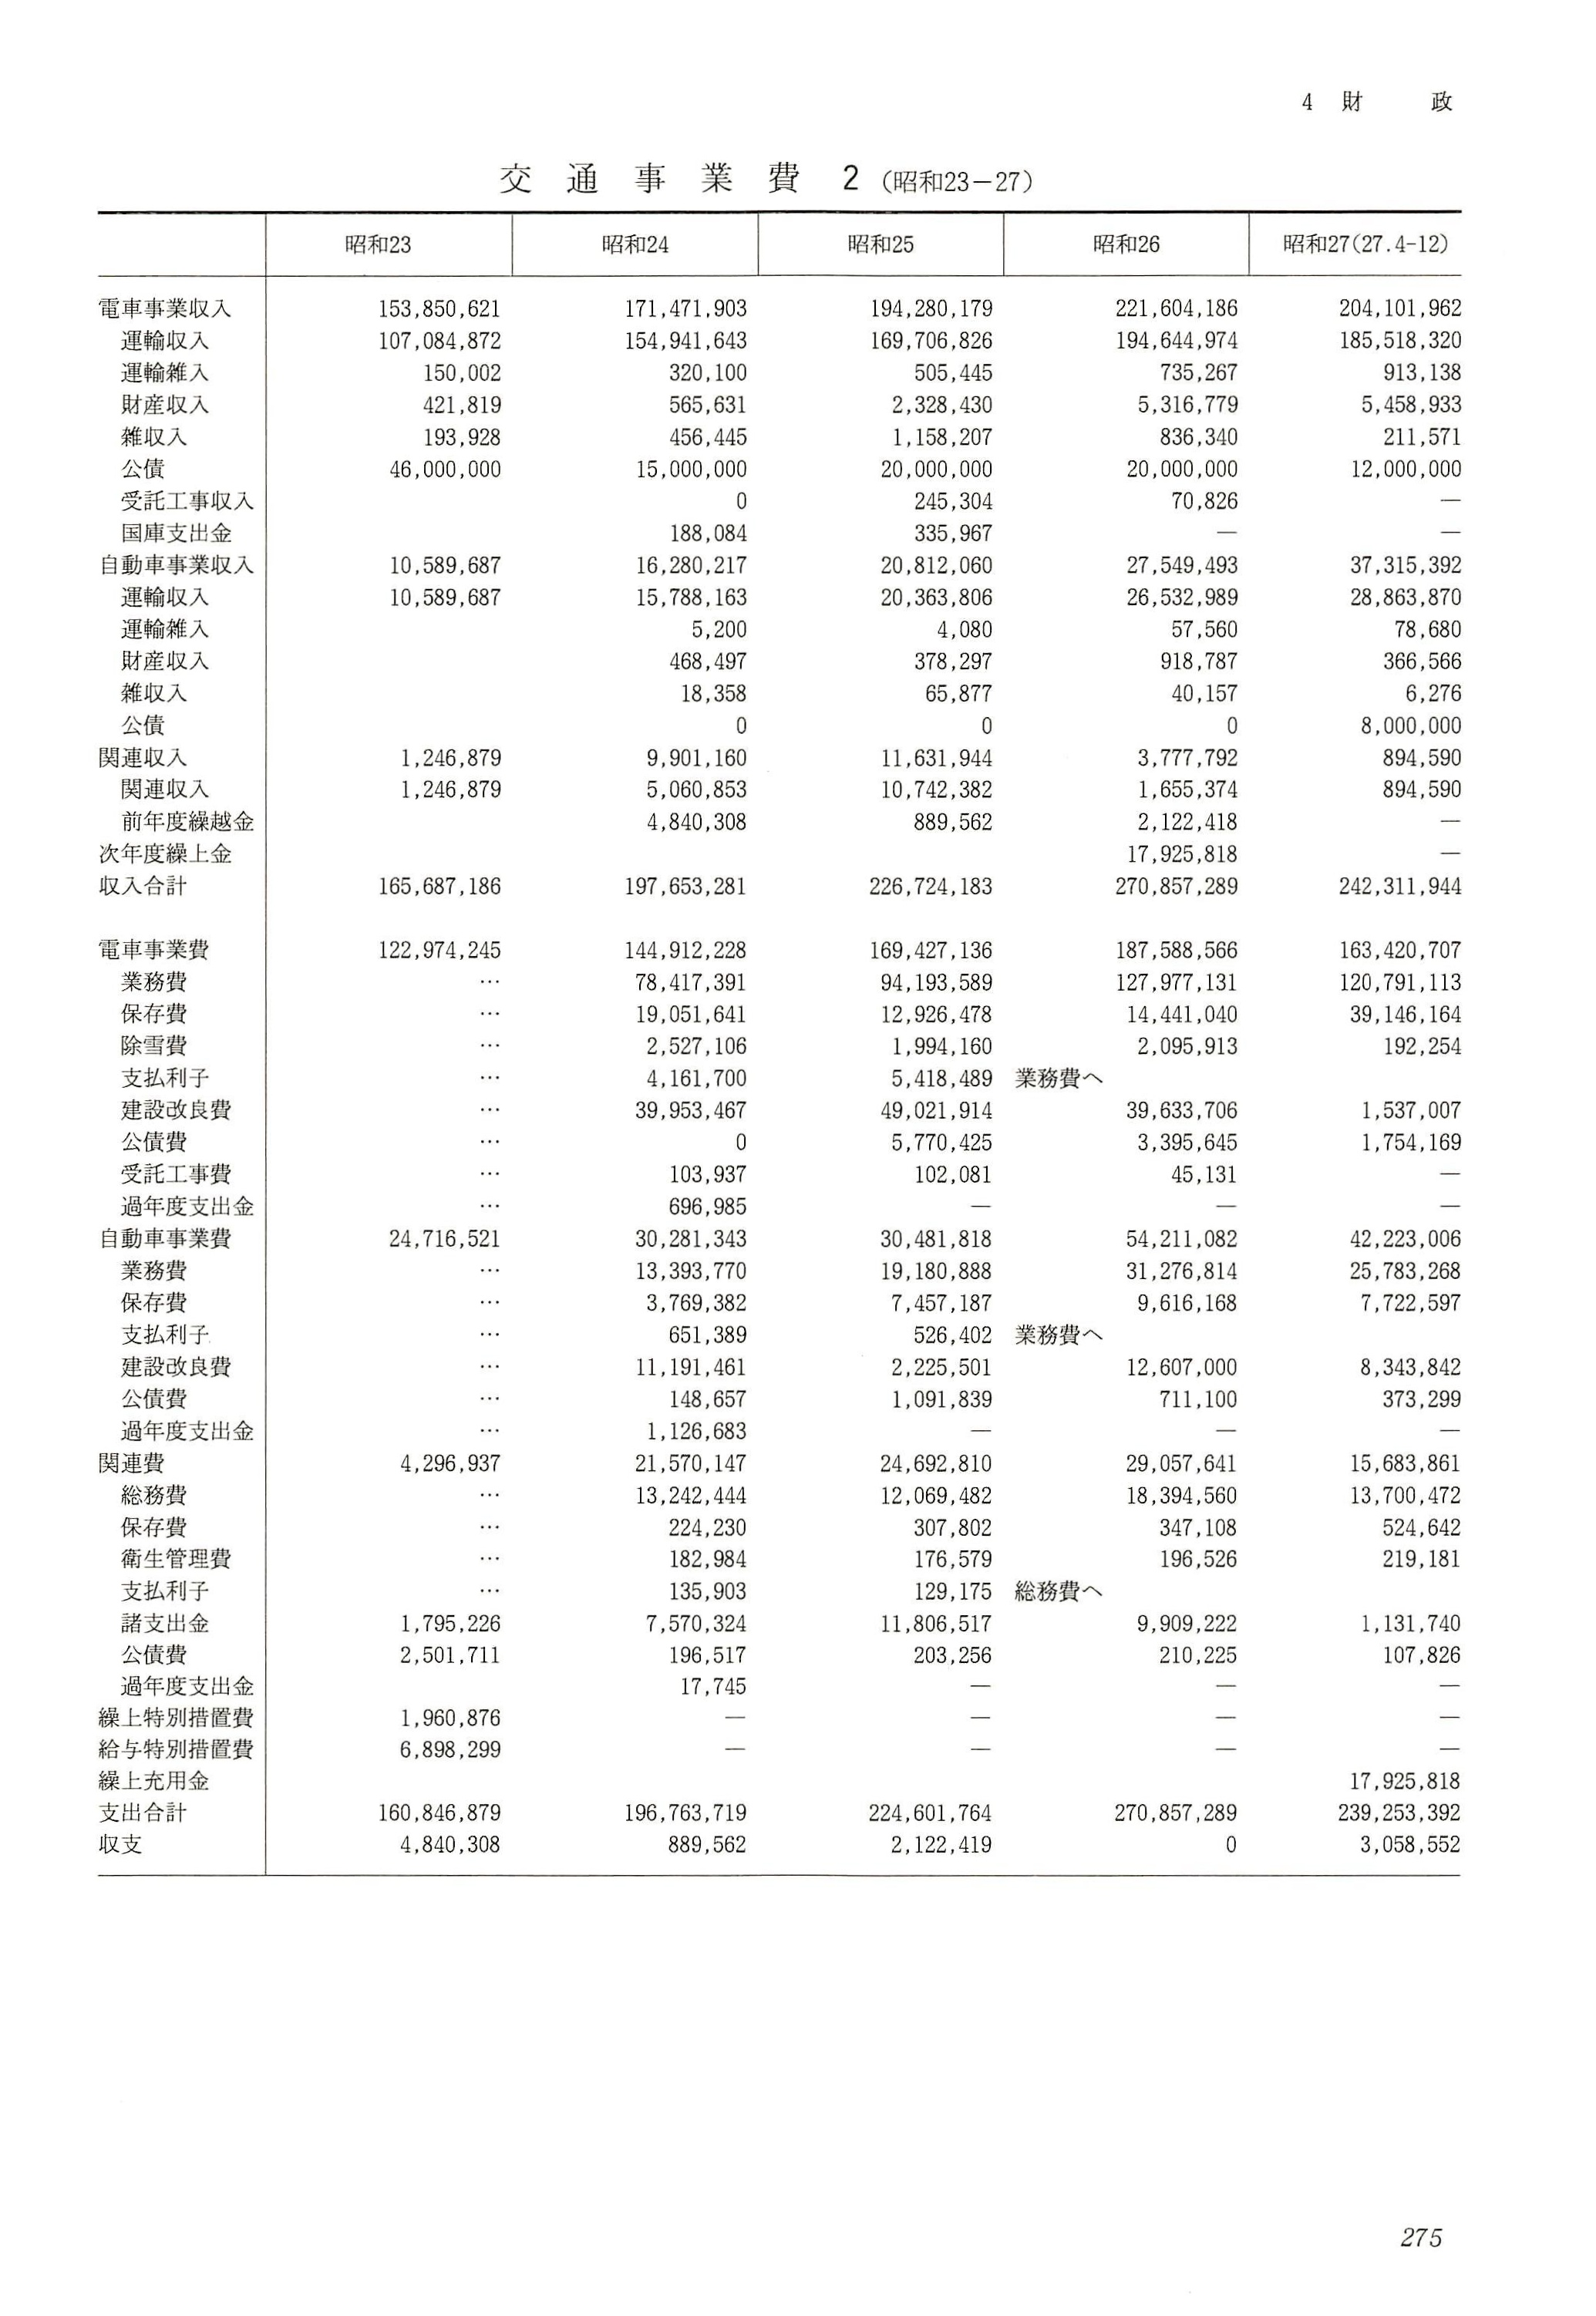 4 財 政
交通事業費 2 (昭和23－27)
昭和23 昭和24 昭和25 昭和26 昭和27(27.4-12)
電車事業収入 153,850,621 171,471,903 194,280,179 221,604,186 204,101,962
運輸収入 107,084,872 154,941,643 169,706,826 194,644,974 185,518,320
運輸雑入 150,002 320,100 505,445 735,267 913,138
財産収入 421,819 565,631 2,328,430 5,316,779 5,458,933
雑収入 193,928 456,445 1,158,207 836,340 211,571
公債 46,000,000 15,000,000 20,000,000 20,000,000 12,000,000
受託工事収入 0 245,304 70,826 —
国庫支出金 188,084 335,967 — —
自動車事業収入 10,589,687 16,280,217 20,812,060 27,549,493 37,315,392
運輸収入 10,589,687 15,788,163 20,363,806 26,532,989 28,863,870
運輸雑入 5,200 4,080 57,560 78,680
財産収入 468,497 378,297 918,787 366,566
雑収入 18,358 65,877 40,157 6,276
公債 0 0 0 8,000,000
関連収入 1,246,879 9,901,160 11,631,944 3,777,792 894,590
関連収入 1,246,879 5,060,853 10,742,382 1,655,374 894,590
前年度繰越金 4,840,308 889,562 2,122,418 —
次年度繰上金 17,925,818 —
収入合計 165,687,186 197,653,281 226,724,183 270,857,289 242,311,944
電車事業費 122,974,245 144,912,228 169,427,136 187,588,566 163,420,707
業務費 … 78,417,391 94,193,589 127,977,131 120,791,113
保存費 … 19,051,641 12,926,478 14,441,040 39,146,164
除雪費 … 2,527,106 1,994,160 2,095,913 192,254
支払利子 … 4,161,700 5,418,489 業務費へ
建設改良費 … 39,953,467 49,021,914 39,633,706 1,537,007
公債費 … 0 5,770,425 3,395,645 1,754,169
受託工事費 … 103,937 102,081 45,131 —
過年度支出金 … 696,985 — — —
自動車事業費 24,716,521 30,281,343 30,481,818 54,211,082 42,223,006
業務費 … 13,393,770 19,180,888 31,276,814 25,783,268
保存費 … 3,769,382 7,457,187 9,616,168 7,722,597
支払利子 … 651,389 526,402 業務費へ
建設改良費 … 11,191,461 2,225,501 12,607,000 8,343,842
公債費 … 148,657 1,091,839 711,100 373,299
過年度支出金 … 1,126,683 — — —
関連費 4,296,937 21,570,147 24,692,810 29,057,641 15,683,861
総務費 … 13,242,444 12,069,482 18,394,560 13,700,472
保存費 … 224,230 307,802 347,108 524,642
衛生管理費 … 182,984 176,579 196,526 219,181
支払利子 … 135,903 129,175 総務費へ
諸支出金 1,795,226 7,570,324 11,806,517 9,909,222 1,131,740
公債費 2,501,711 196,517 203,256 210,225 107,826
過年度支出金 17,745 — — —
繰上特別措置費 1,960,876 — — — —
給与特別措置費 6,898,299 — — — —
繰上充用金 17,925,818
支出合計 160,846,879 196,763,719 224,601,764 270,857,289 239,253,392
収支 4,840,308 889,562 2,122,419 0 3,058,552
275